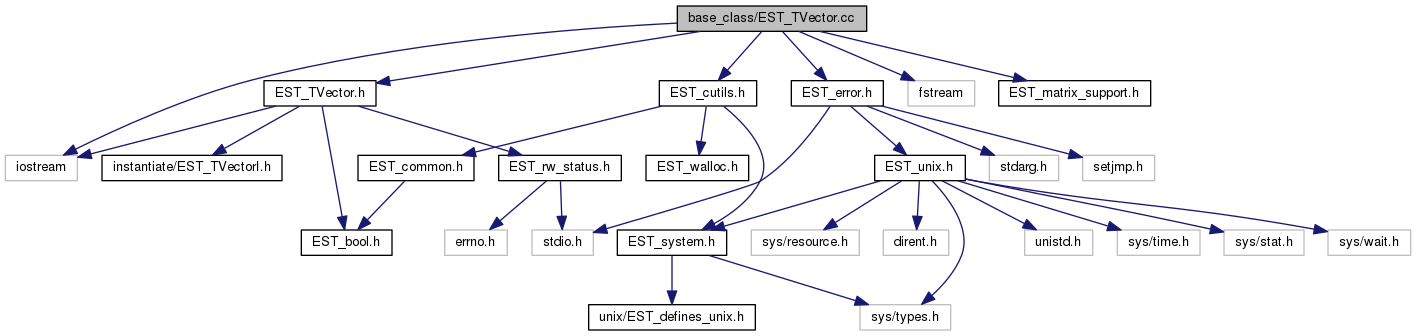 base_class/EST_TVector.cc
EST_TVector.h
EST_cutils.h
EST_error.h
fstream
EST_matrix_support.h
iostream
instantiate/EST_TVectorI.h
EST_common.h
EST_rw_status.h
EST_walloc.h
EST_unix.h
stdarg.h
setjmp.h
EST_bool.h
errno.h
stdio.h
EST_system.h
sys/resource.h
dirent.h
unistd.h
sys/time.h
sys/stat.h
sys/wait.h
unix/EST_defines_unix.h
sys/types.h